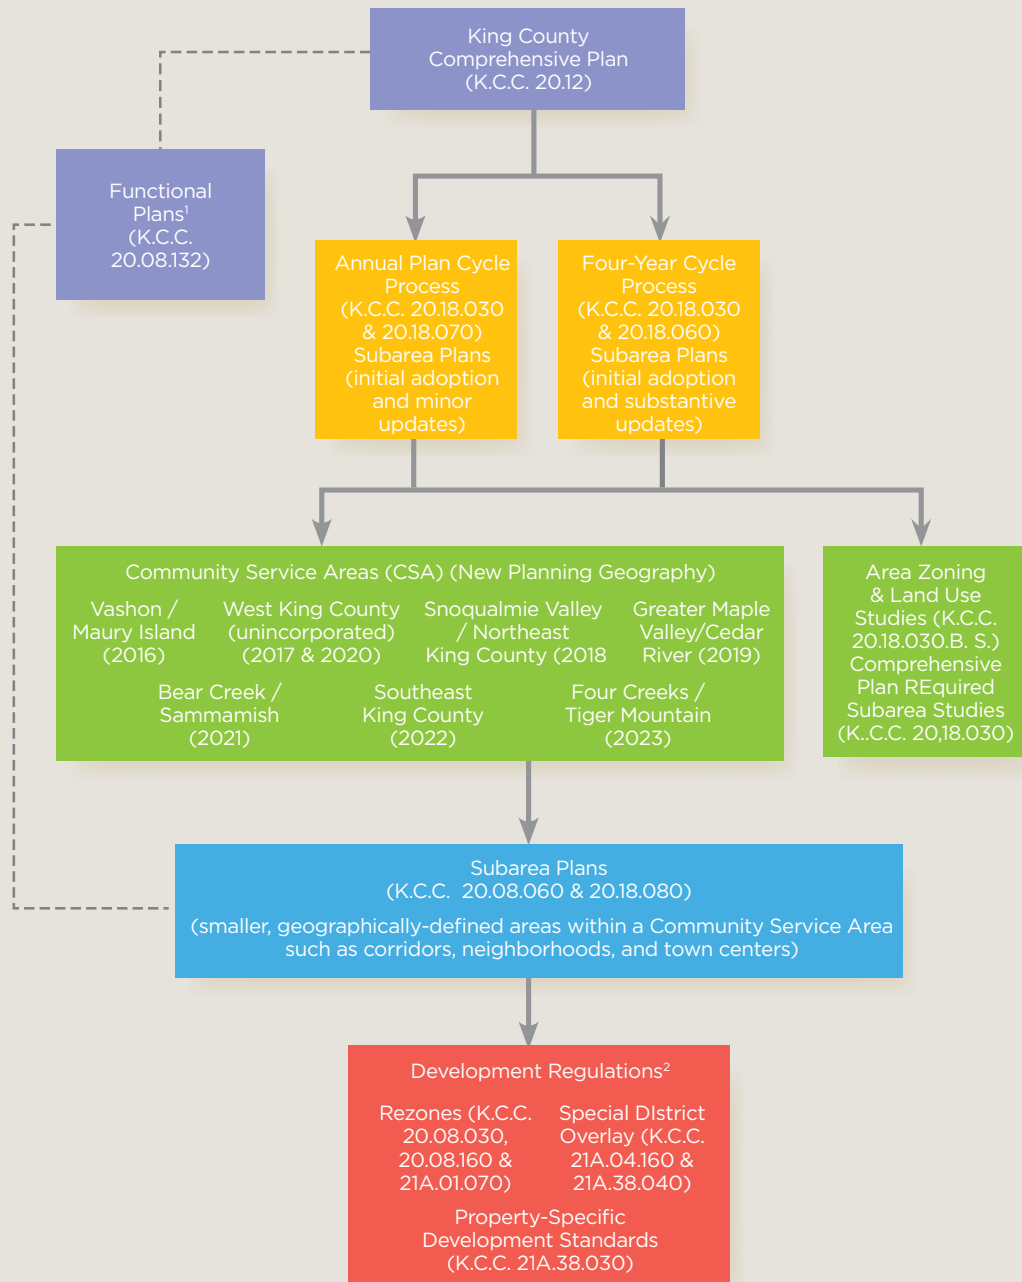 King County
Comprehensive Plan
(K.C.C. 20.12)
Functional
Plans¹
(K.C.C.
20.08.132)
Annual Plan Cycle
Process
(K.C.C. 20.18.030
& 20.18.070)
Subarea Plans
(initial adoption
and minor
updates)
Four-Year Cycle
Process
(K.C.C. 20.18.030
& 20.18.060)
Subarea Plans
(initial adoption
and substantive
updates)
Community Service Areas (CSA) (New Planning Geography)
Vashon /
Maury Island
(2016)
West King County
(unincorporated)
(2017 & 2020)
Snoqualmie Valley
/ Northeast
King County (2018
Greater Maple
Valley/Cedar
River (2019)
Bear Creek /
Sammamish
(2021)
Southeast
King County
(2022)
Four Creeks /
Tiger Mountain
(2023)
Area Zoning
& Land Use
Studies (K.C.C.
20.18.030.B. S.)
Comprehensive
Plan REquired
Subarea Studies
(K..C.C. 20,18.030)
Subarea Plans
(K.C.C. 20.08.060 & 20.18.080)
(smaller, geographically-defined areas within a Community Service Area
such as corridors, neighborhoods, and town centers)
Development Regulations²
Rezones (K.C.C.
20.08.030,
20.08.160 &
21A.01.070)
Special DIstrict
Overlay (K.C.C.
21A.04.160 &
21A.38.040)
Property-Specific
Development Standards
(K.C.C. 21A.38.030)